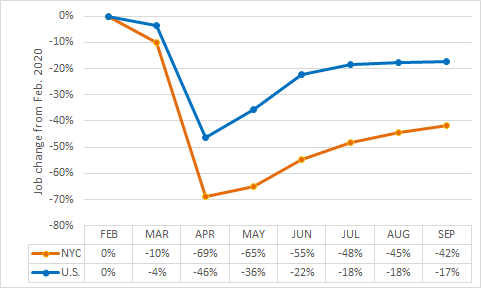 0%
-10%
-20%
-30%
-40%
-50%
-60%
-70%
-80%
Job change from Feb. 2020
FEB MAR APR MAY JUN JUL AUG SEP
NYC 0% -10% -69% -65% -55% -48% -45% -42%
U.S. 0% -4% -46% -36% -22% -18% -18% -17%